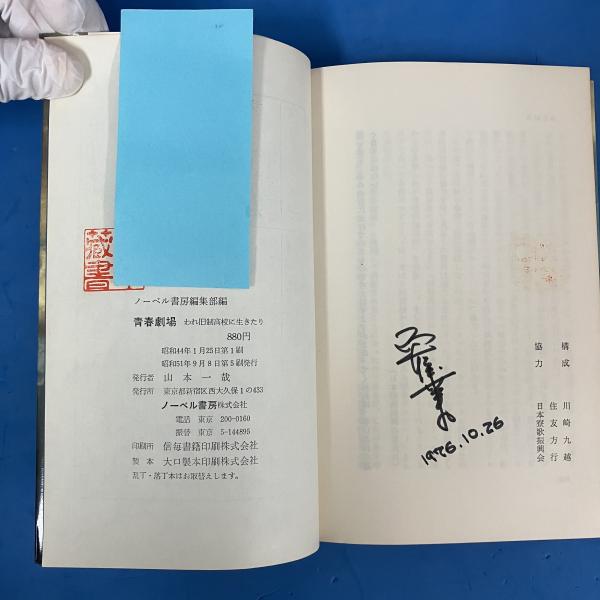 構成　川崎九越
協力　住友方行
日本寮歌振興会
1976.10.26
蔵書
ノーベル書房編集部編
青春劇場　われ旧制高校に生きたり
880円
昭和44年1月25日第1刷
昭和51年9月8日第5刷発行
発行者　山本一哉
発行所　東京都新宿区西大久保1の433
ノーベル書房株式会社
電話　東京　200-0160
振替　東京　5-144895
印刷所　信毎書籍印刷株式会社
製本　大口製本印刷株式会社
乱丁・落丁本はお取替えします。